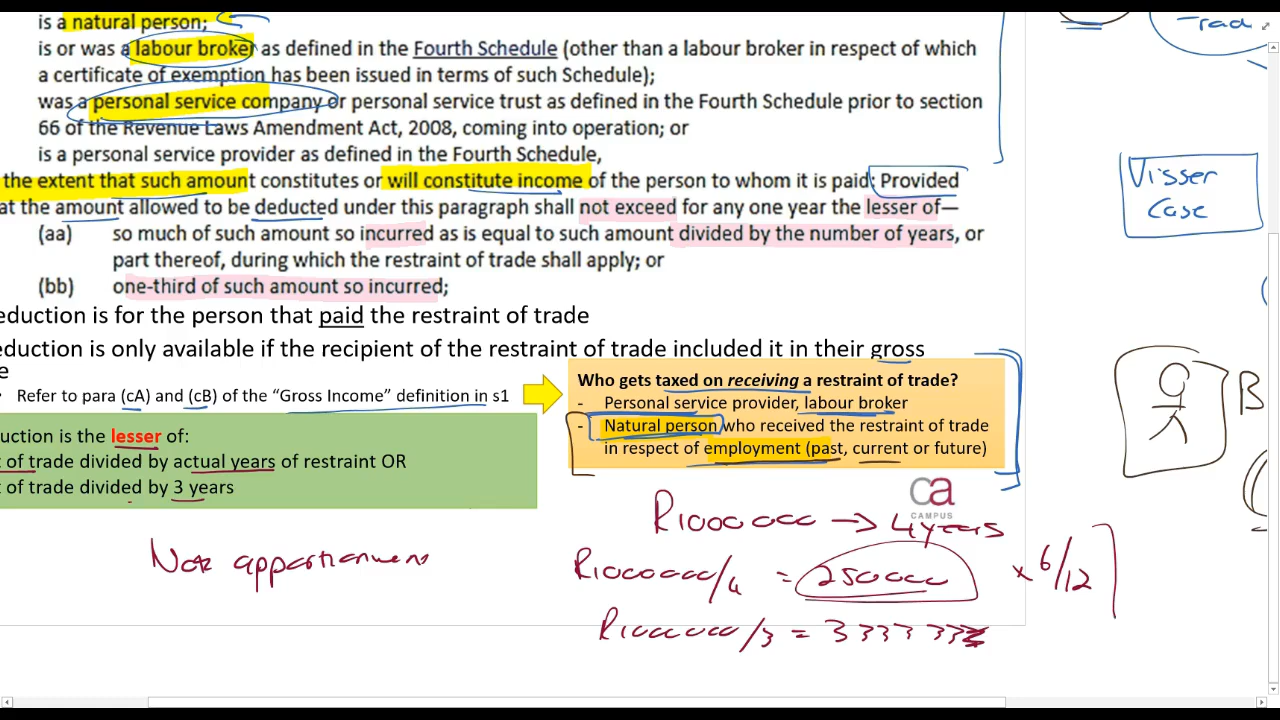 is a natural person;
is or was a labour broker as defined in the Fourth Schedule (other than a labour broker in respect of which
a certificate of exemption has been issued in terms of such Schedule);
was a personal service company or personal service trust as defined in the Fourth Schedule prior to section
66 of the Revenue Laws Amendment Act, 2008, coming into operation; or
is a personal service provider as defined in the Fourth Schedule,
the extent that such amount constitutes or will constitute income of the person to whom it is paid: Provided
at the amount allowed to be deducted under this paragraph shall not exceed for any one year the lesser of—
(aa) so much of such amount so incurred as is equal to such amount divided by the number of years, or
part thereof, during which the restraint of trade shall apply; or
(bb) one-third of such amount so incurred;
eduction is for the person that paid the restraint of trade
eduction is only available if the recipient of the restraint of trade included it in their gross
e
Refer to para (cA) and (cB) of the “Gross Income” definition in s1
uction is the lesser of:
t of trade divided by actual years of restraint OR
t of trade divided by 3 years
Who gets taxed on receiving a restraint of trade?
- Personal service provider, labour broker
- Natural person who received the restraint of trade
in respect of employment (past, current or future)
ca
CAMPUS
R1000000 → 4 years
R1000000/4 = 250000 × 6/12
R1000000/3 =
Not apportionment
-trad
Visser
Case
B